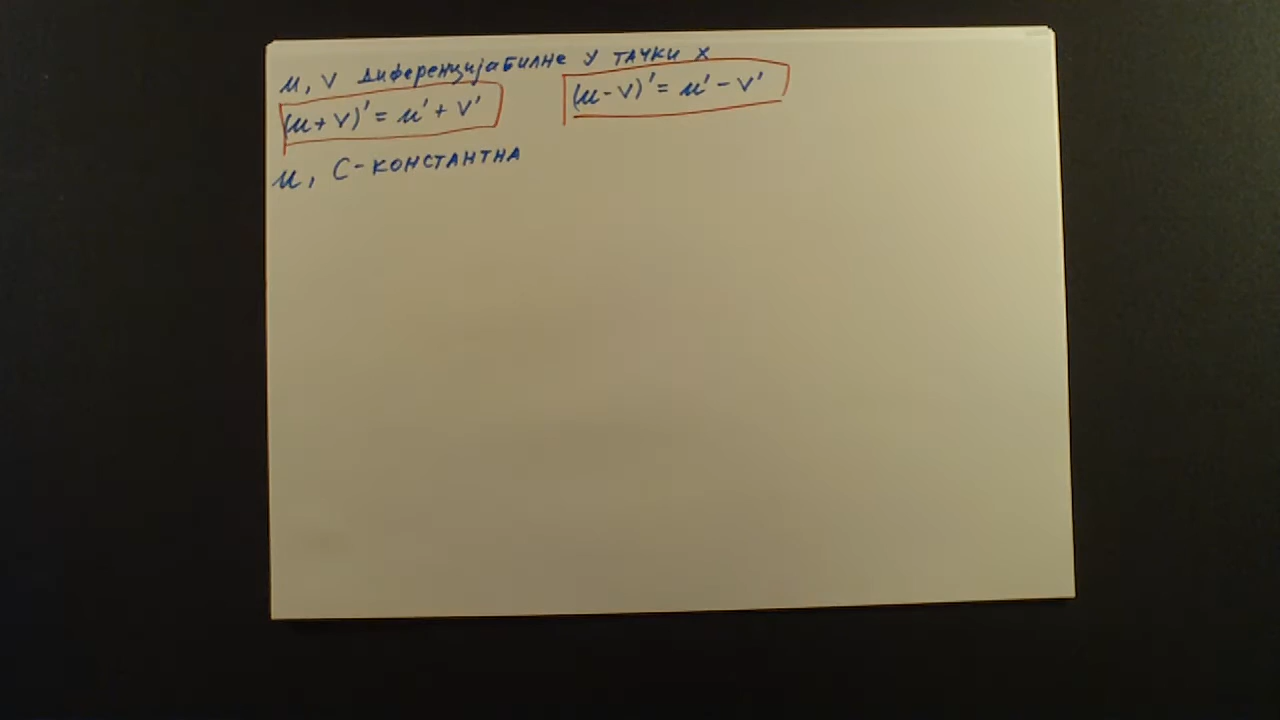 u, v диференцијабилне у тачки x
(u+v)' = u' + v' (u-v)' = u' - v'
u, C-константна